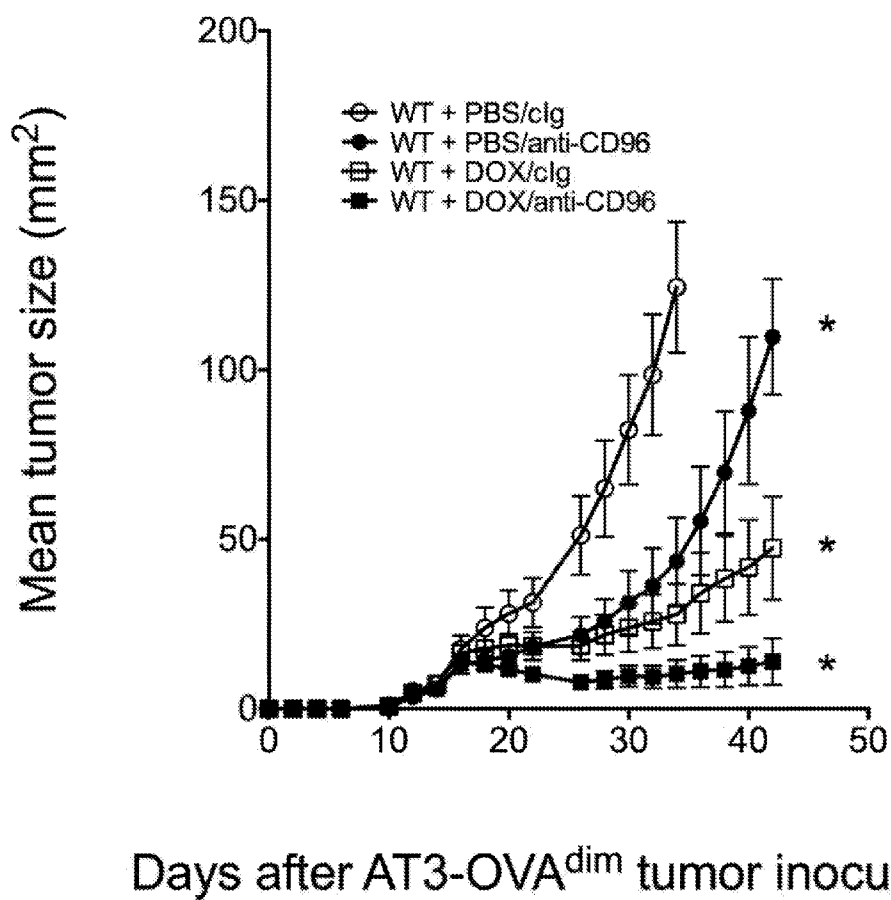 Mean tumor size (mm²)
200
150
100
50
0
WT + PBS/cIg
WT + PBS/anti-CD96
WT + DOX/cIg
WT + DOX/anti-CD96
*
*
*
0 10 20 30 40 50
Days after AT3-OVAdim tumor inocu